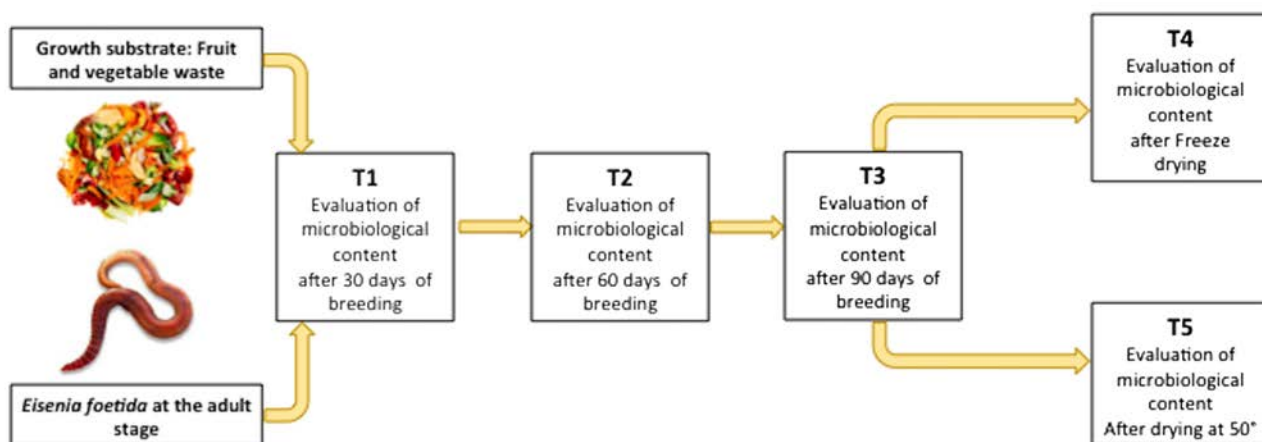 Growth substrate: Fruit
and vegetable waste
Eisenia foetida at the adult
stage
T1
Evaluation of
microbiological
content
after 30 days of
breeding
T2
Evaluation of
microbiological
content
after 60 days of
breeding
T3
Evaluation of
microbiological
content
after 90 days of
breeding
T4
Evaluation of
microbiological
content
after Freeze
drying
T5
Evaluation of
microbiological
content
After drying at 50°